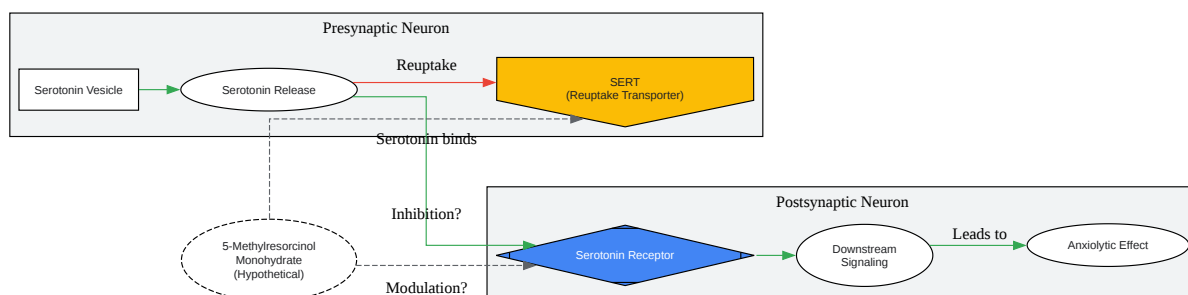 Presynaptic Neuron
Serotonin Vesicle
Serotonin Release
Reuptake
SERT
(Reuptake Transporter)
Serotonin binds
Postsynaptic Neuron
Inhibition?
5-Methylresorcinol
Monohydrate
(Hypothetical)
Modulation?
Serotonin Receptor
Downstream
Signaling
Leads to
Anxiolytic Effect